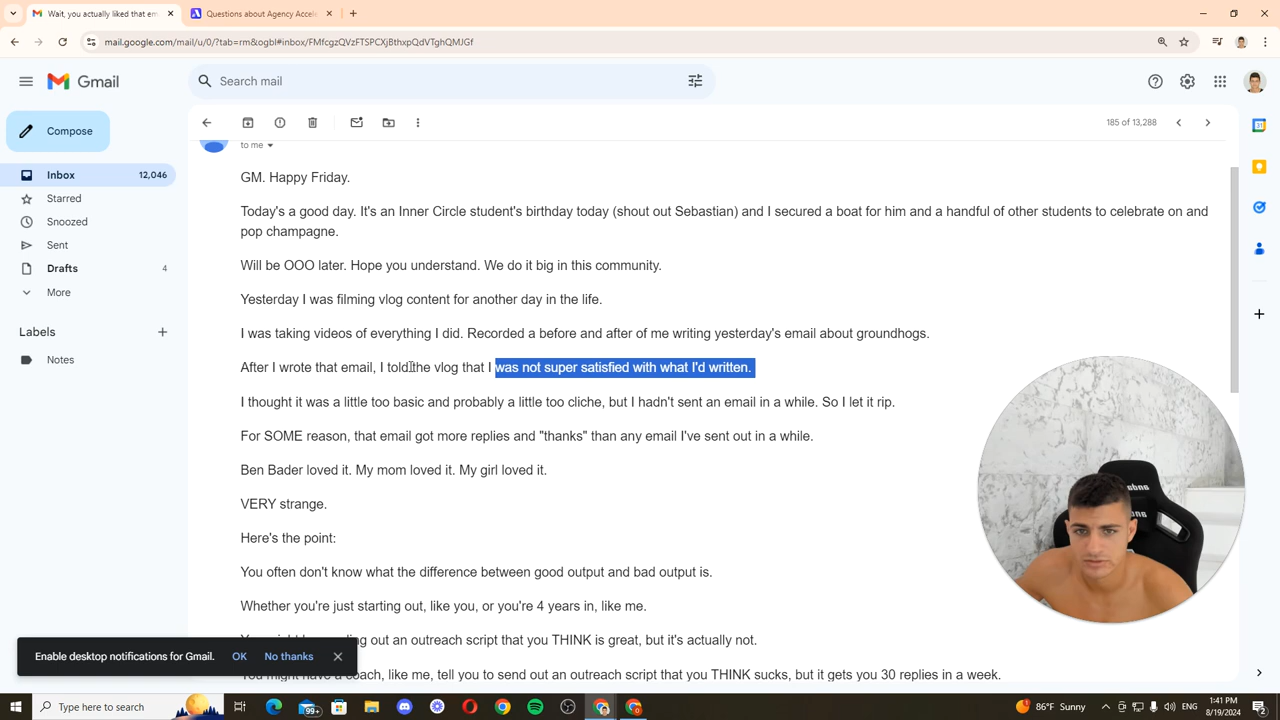 Wait, you actually liked that em
Questions about Agency Accele
mail.google.com/mail/u/0/?tab=rm&ogbl#inbox/FMfcgzQVzFTSPCXjBthxpQdVTghQMJGf
Gmail
Search mail
Compose
185 of 13,288
Inbox 12,046
Starred
Snoozed
Sent
Drafts 4
More
Labels
Notes
to me
GM. Happy Friday.
Today's a good day. It's an Inner Circle student's birthday today (shout out Sebastian) and I secured a boat for him and a handful of other students to celebrate on and
pop champagne.
Will be OOO later. Hope you understand. We do it big in this community.
Yesterday I was filming vlog content for another day in the life.
I was taking videos of everything I did. Recorded a before and after of me writing yesterday's email about groundhogs.
After I wrote that email, I told the vlog that I was not super satisfied with what I'd written.
I thought it was a little too basic and probably a little too cliche, but I hadn't sent an email in a while. So I let it rip.
For SOME reason, that email got more replies and "thanks" than any email I've sent out in a while.
Ben Bader loved it. My mom loved it. My girl loved it.
VERY strange.
Here's the point:
You often don't know what the difference between good output and bad output is.
Whether you're just starting out, like you, or you're 4 years in, like me.
out an outreach script that you THINK is great, but it's actually not.
coach, like me, tell you to send out an outreach script that you THINK sucks, but it gets you 30 replies in a week.
Enable desktop notifications for Gmail. OK No thanks
Type here to search
99+
86°F Sunny
1:41 PM
8/19/2024
2